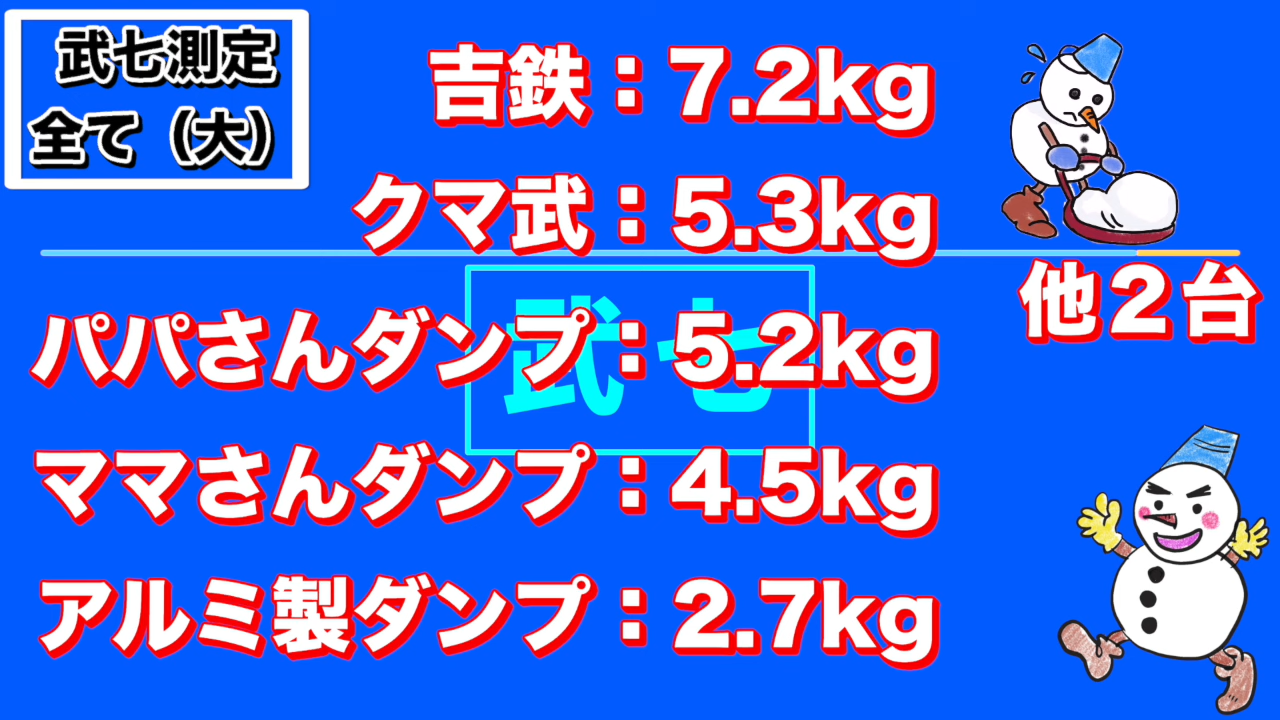 武七測定
全て（大）
吉鉄：7.2kg
クマ武：5.3kg
他２台
武七
パパさんダンプ：5.2kg
ママさんダンプ：4.5kg
アルミ製ダンプ：2.7kg